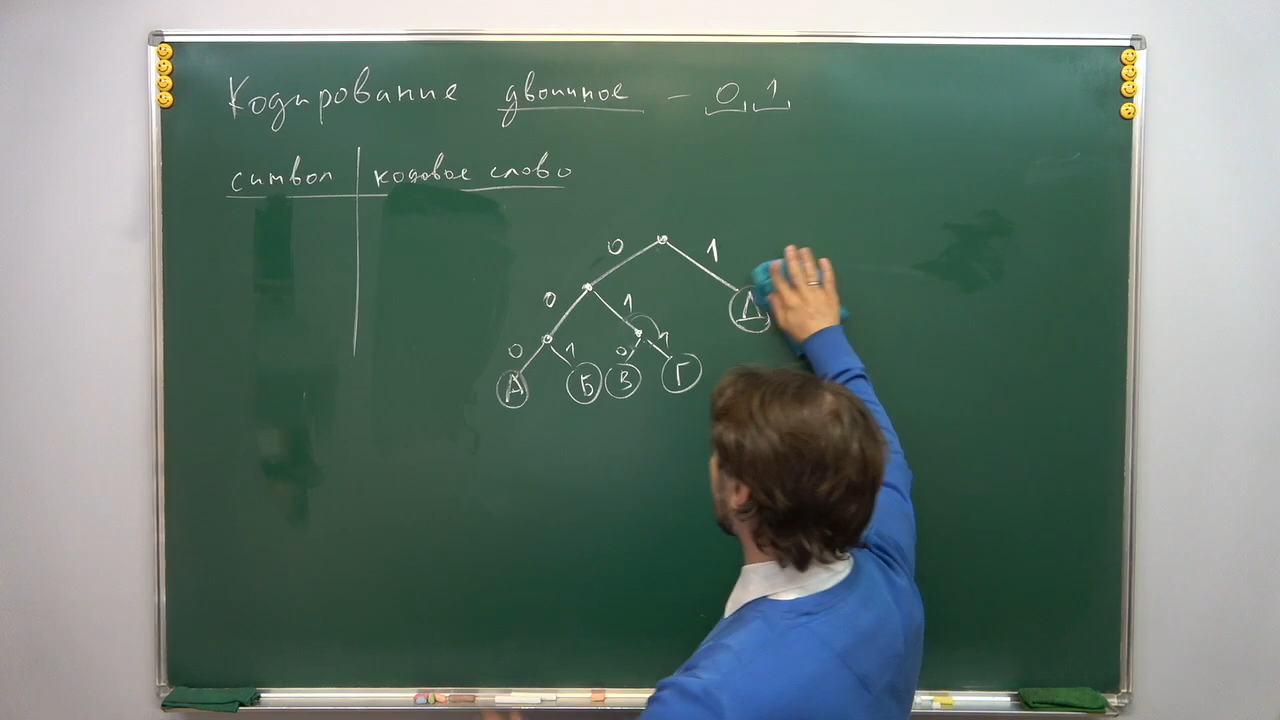 Кодирование двоичное - 0, 1
символ кодовое слово
0 1
0 1 Д
0 1 0 1
А Б В Г